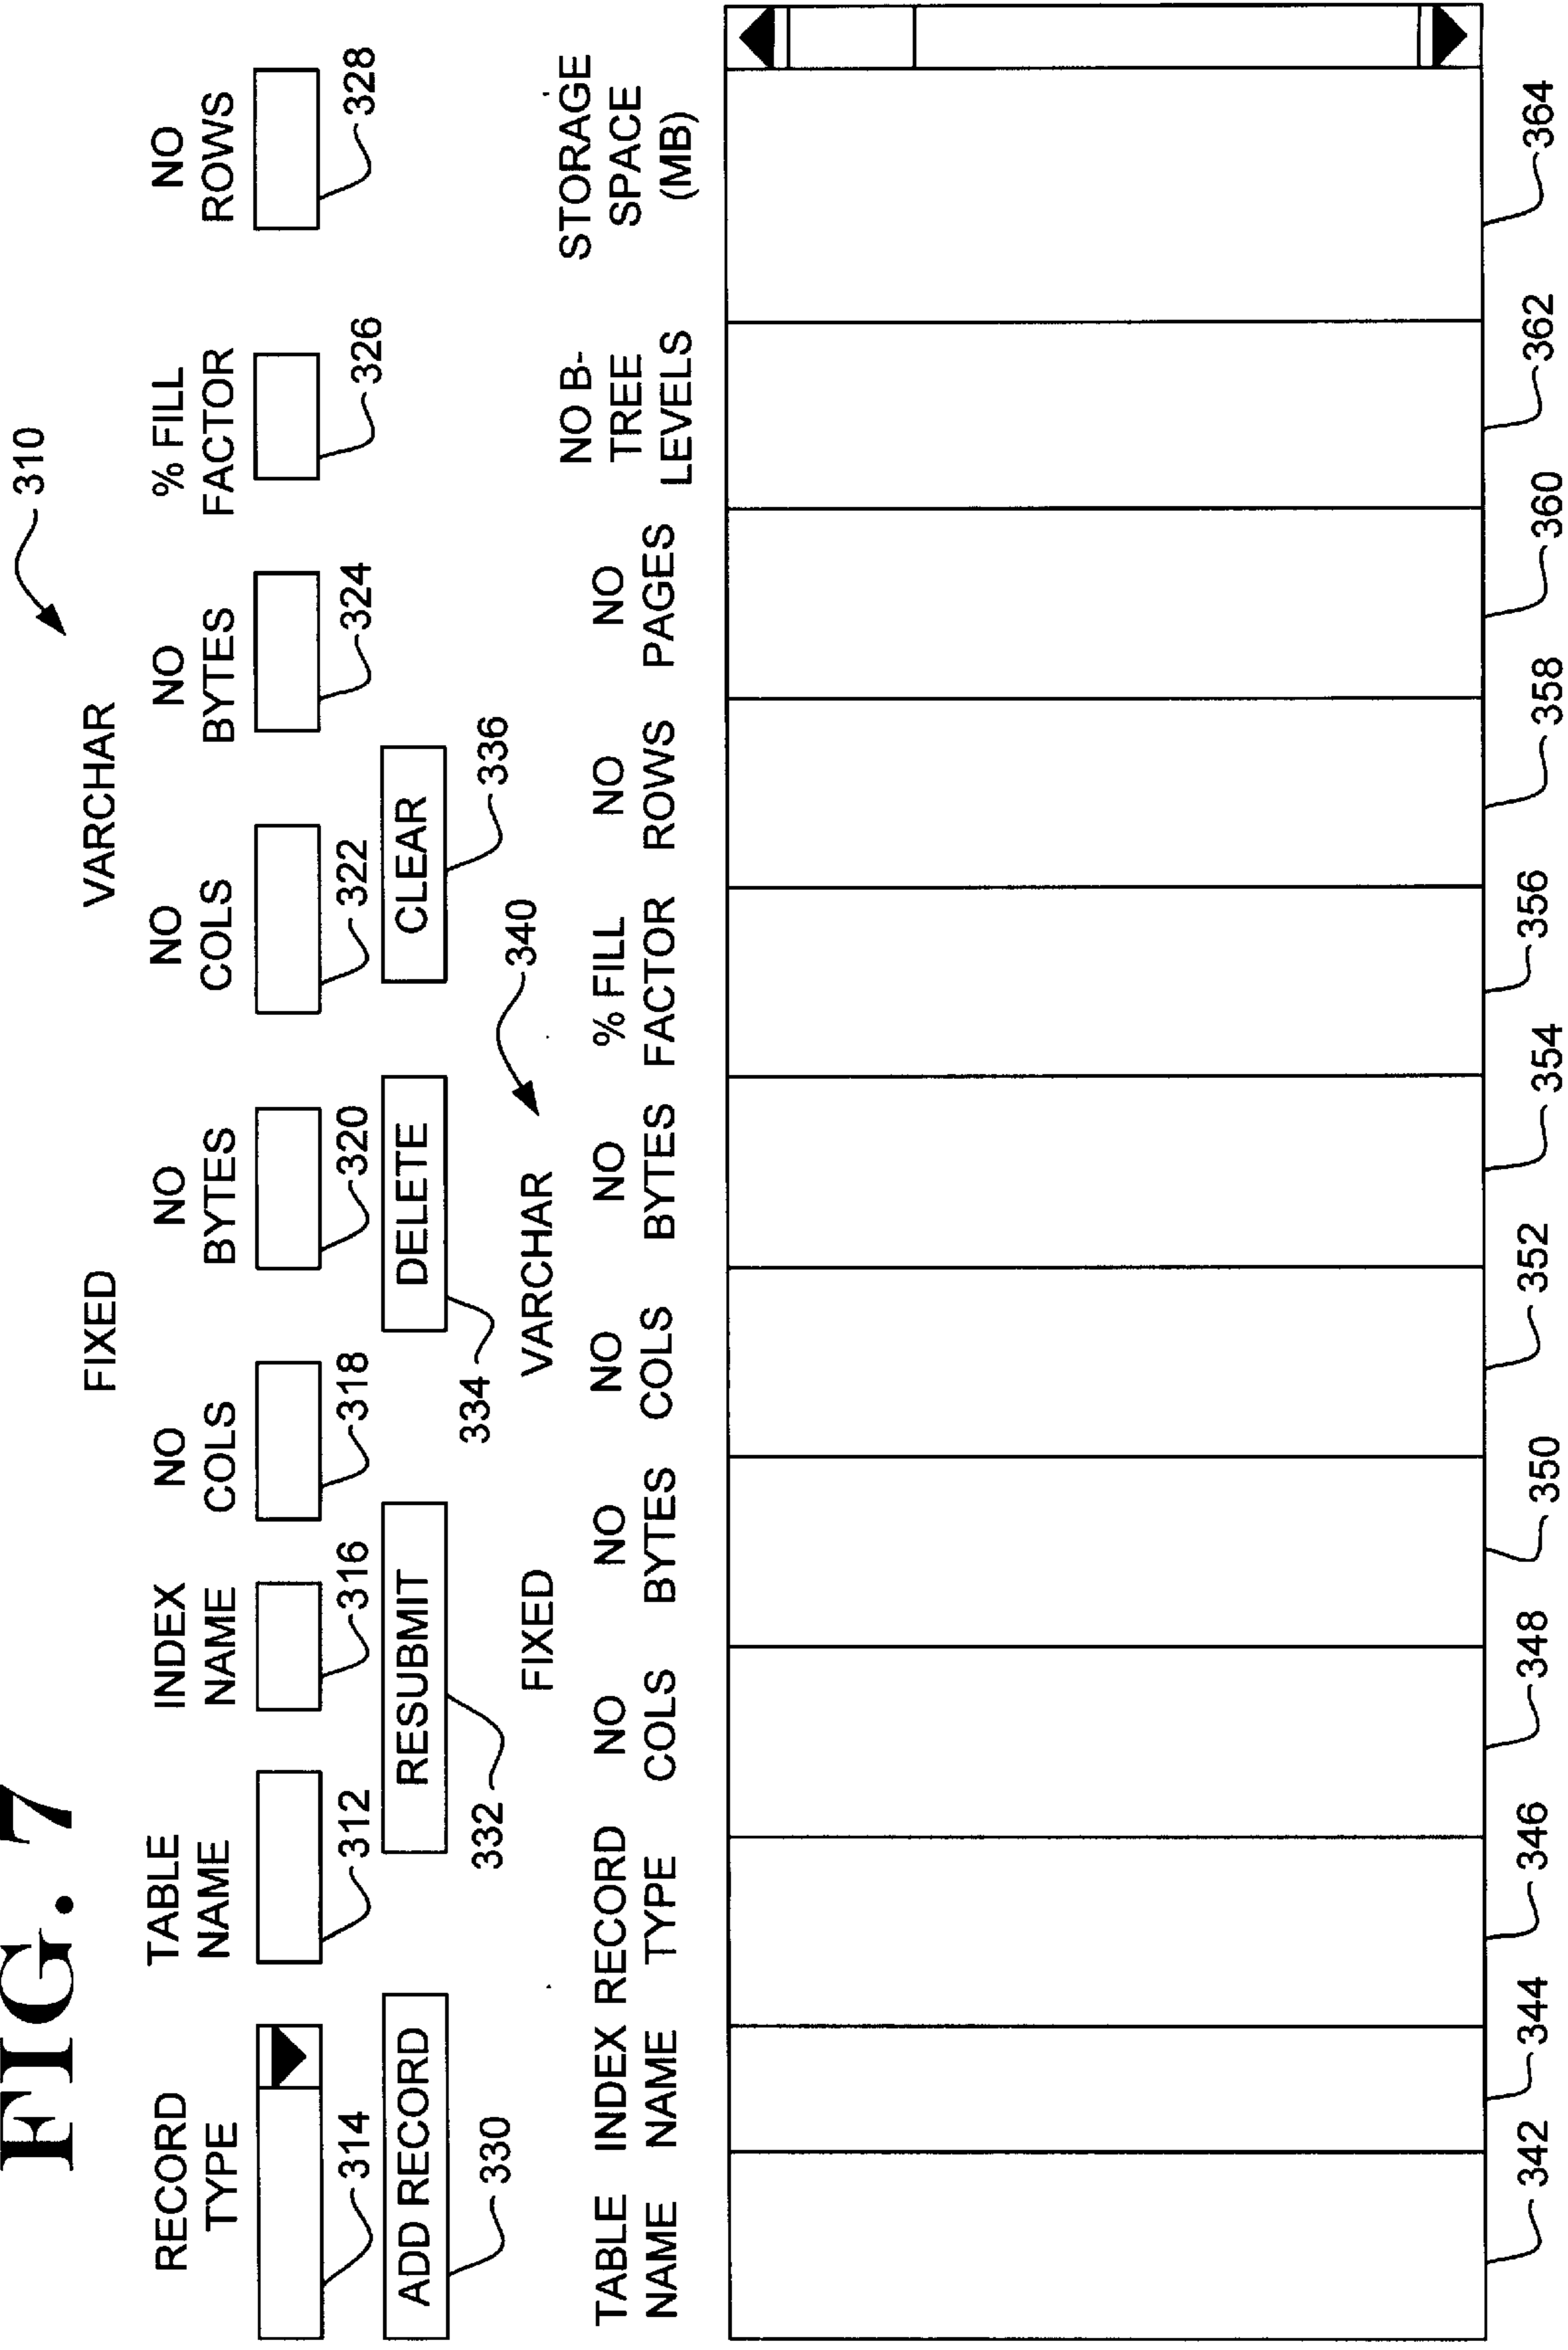 FIG. 7
310
FIXED
VARCHAR
RECORD TYPE
TABLE NAME
INDEX NAME
NO COLS
NO BYTES
NO COLS
NO BYTES
% FILL FACTOR
NO ROWS
314
312
316
318
320
322
324
326
328
ADD RECORD
RESUBMIT
DELETE
CLEAR
330
332
334
336
340
FIXED
VARCHAR
TABLE NAME
INDEX NAME
RECORD TYPE
NO COLS
NO BYTES
NO COLS
NO BYTES
% FILL FACTOR
NO ROWS
NO PAGES
NO B-TREE LEVELS
STORAGE SPACE (MB)
342
344
346
348
350
352
354
356
358
360
362
364